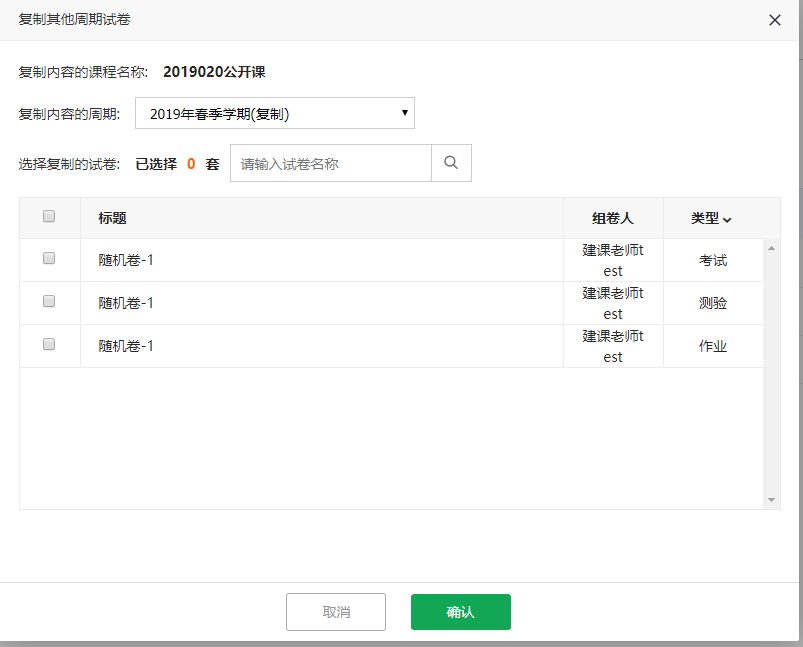 复制其他周期试卷
复制内容的课程名称: 2019020公开课
复制内容的周期: 2019年春季学期(复制)
选择复制的试卷: 已选择 0 套 请输入试卷名称
标题 组卷人 类型
随机卷-1 建课老师t
est 考试
随机卷-1 建课老师t
est 测验
随机卷-1 建课老师t
est 作业
取消 确认